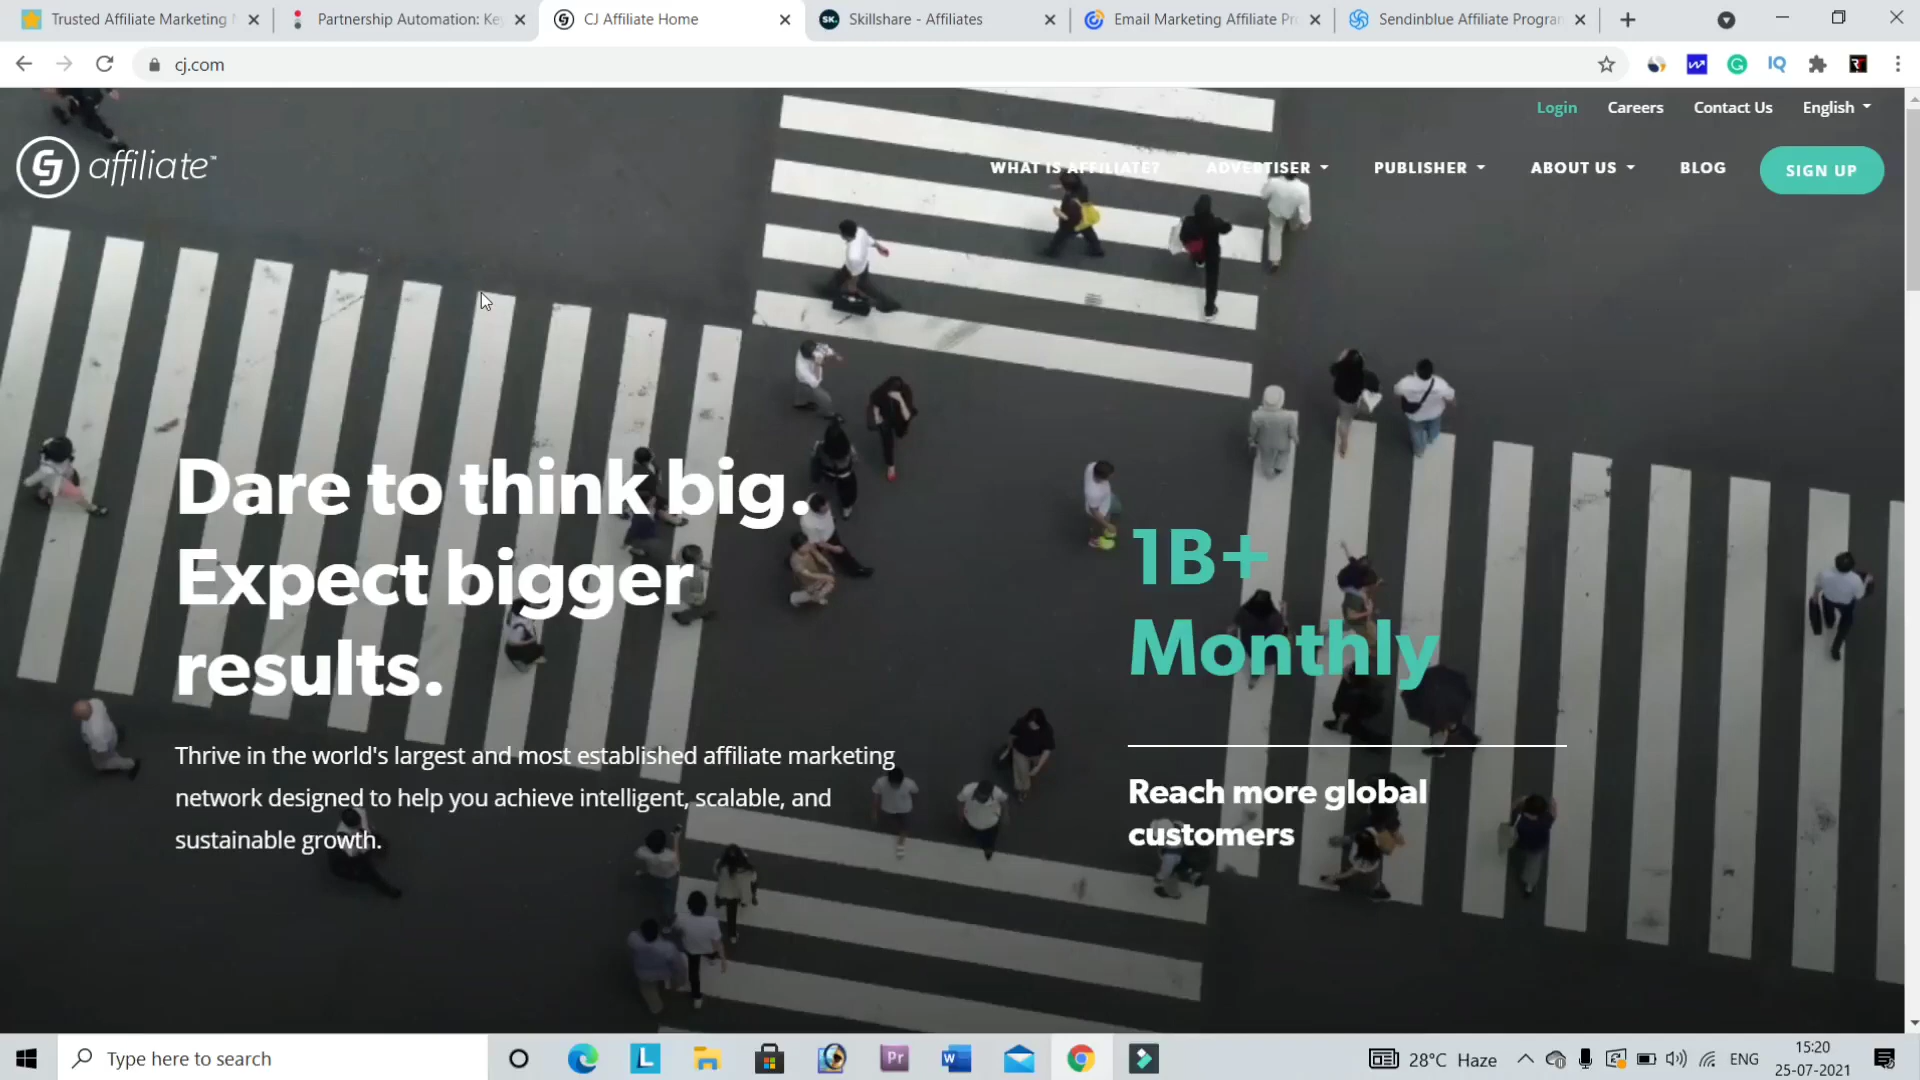 Trusted Affiliate Marketing
Partnership Automation: Ke
CJ Affiliate Home
Skillshare - Affiliates
Email Marketing Affiliate Pr
Sendinblue Affiliate Program
cj.com
Login
Careers
Contact Us
English
affiliate™
WHAT IS AFFILIATE?
ADVERTISER
PUBLISHER
ABOUT US
BLOG
SIGN UP
Dare to think big.
Expect bigger
results.
Thrive in the world's largest and most established affiliate marketing
network designed to help you achieve intelligent, scalable, and
sustainable growth.
1B+
Monthly
Reach more global
customers
Type here to search
28°C Haze
ENG
15:20
25-07-2021